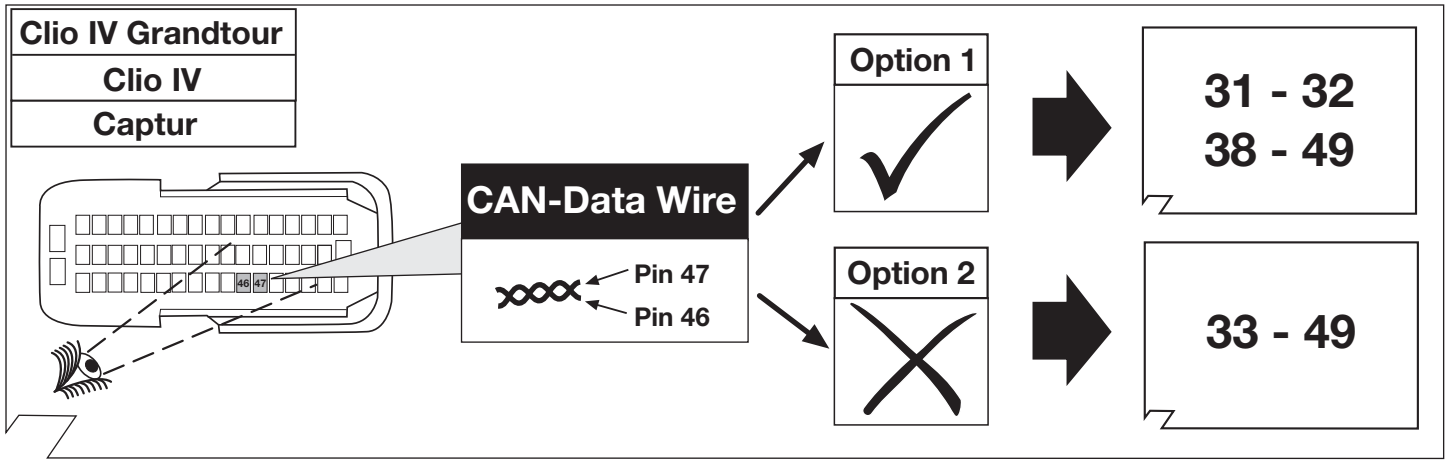 Clio IV Grandtour
Clio IV
Captur
46 47
CAN-Data Wire
Pin 47
Pin 46
Option 1
31 - 32
38 - 49
Option 2
33 - 49